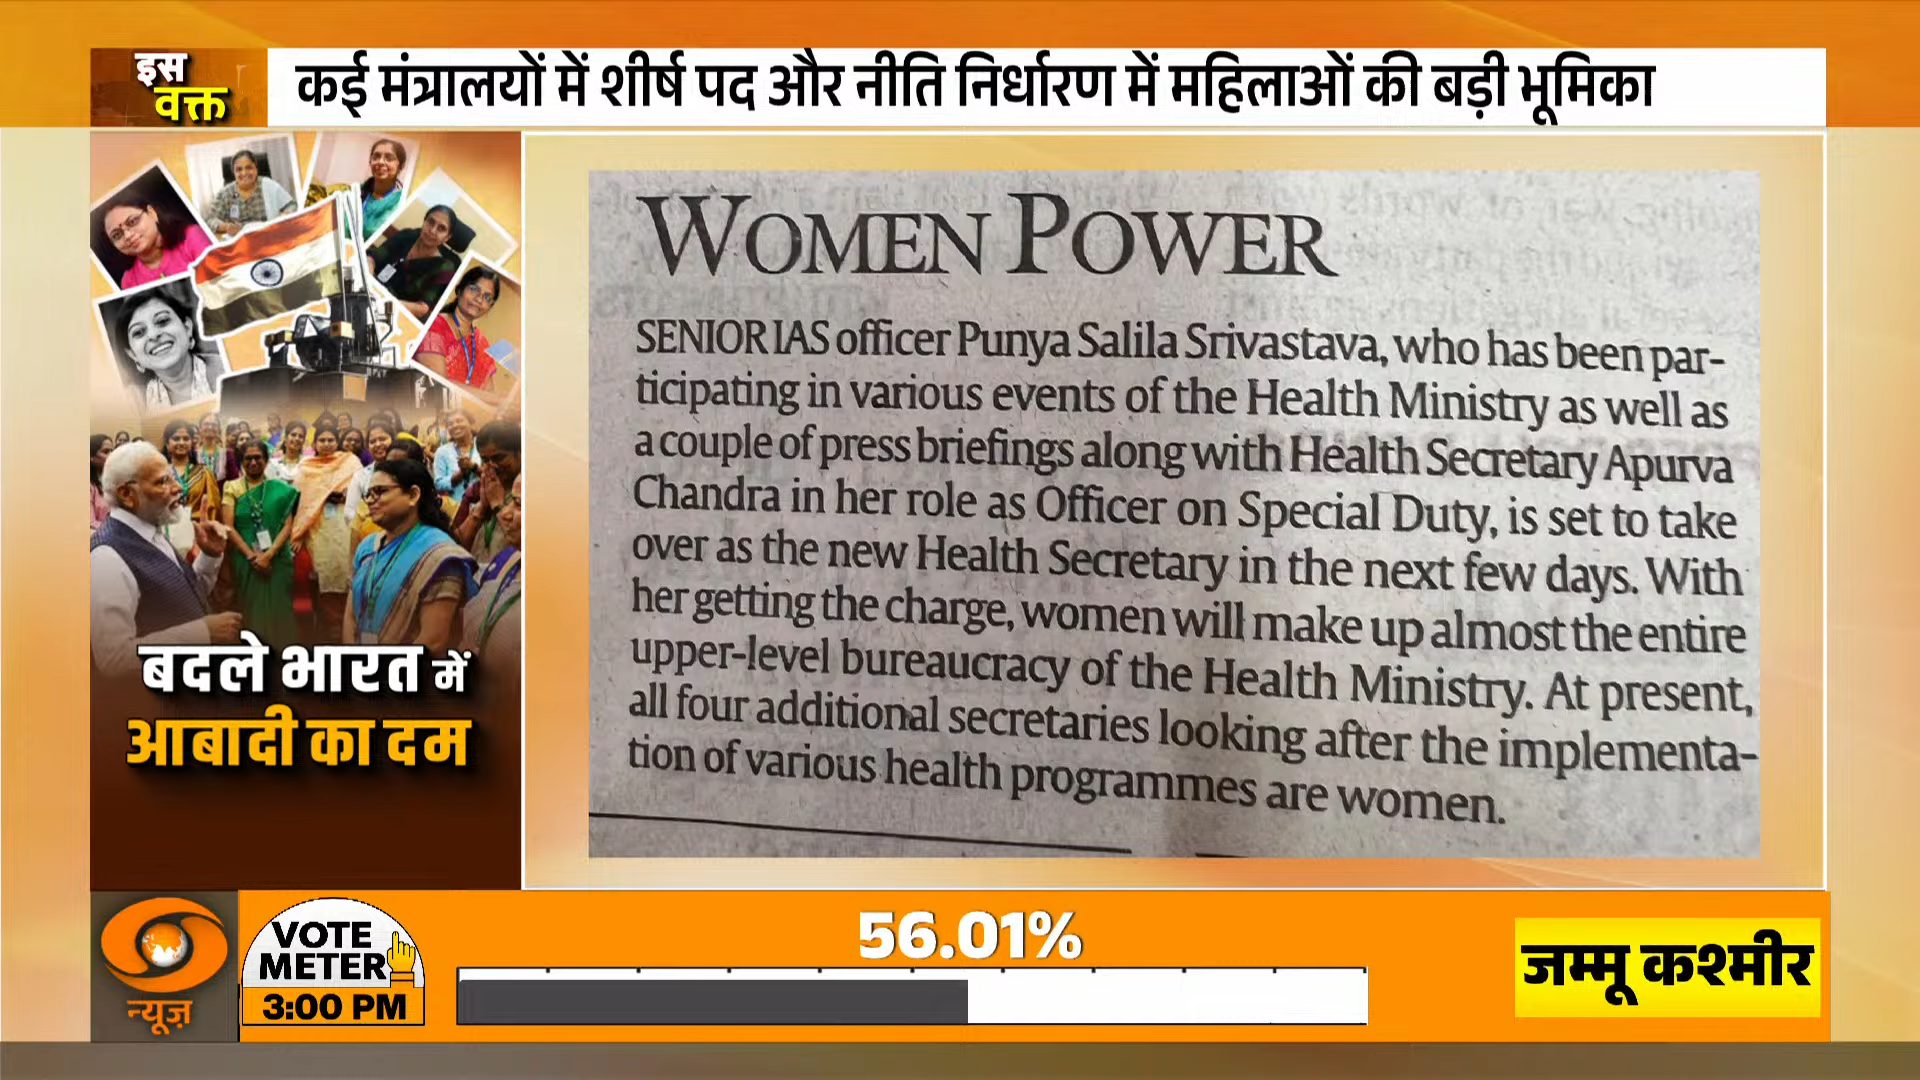 इस
वक्त
कई मंत्रालयों में शीर्ष पद और नीति निर्धारण में महिलाओं की बड़ी भूमिका
बदले भारत में
आबादी का दम
WOMEN POWER
SENIOR IAS officer Punya Salila Srivastava, who has been par-
ticipating in various events of the Health Ministry as well as
a couple of press briefings along with Health Secretary Apurva
Chandra in her role as Officer on Special Duty, is set to take
over as the new Health Secretary in the next few days. With
her getting the charge, women will make up almost the entire
upper-level bureaucracy of the Health Ministry. At present,
all four additional secretaries looking after the implementa-
tion of various health programmes are women.
न्यूज़
VOTE
METER
3:00 PM
56.01%
जम्मू कश्मीर